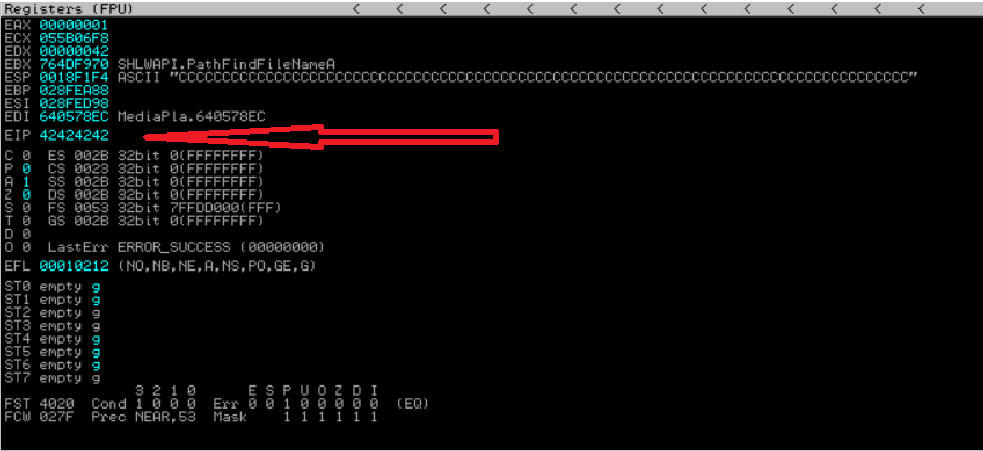 Registers (FPU) < < < < < < < < < < < < < <
EAX 00000001
ECX 055B06F8
EDX 00000042
EBX 764DF970 SHLWAPI.PathFindFileNameA
ESP 0018F1F4 ASCII "CCCCCCCCCCCCCCCCCCCCCCCCCCCCCCCCCCCCCCCCCCCCCCCCCCCCCCCCCCCCCCCCCCCCCCCCCCCCCCCCCCC"
EBP 028FEA88
ESI 028FED98
EDI 640578EC MediaPla.640578EC
EIP 42424242
C 0 ES 002B 32bit 0(FFFFFFFF)
P 0 CS 0023 32bit 0(FFFFFFFF)
A 1 SS 002B 32bit 0(FFFFFFFF)
Z 0 DS 002B 32bit 0(FFFFFFFF)
S 0 FS 0053 32bit 7FFDD000(FFF)
T 0 GS 002B 32bit 0(FFFFFFFF)
D 0
O 0 LastErr ERROR_SUCCESS (00000000)
EFL 00010212 (NO,NB,NE,A,NS,PO,GE,G)
ST0 empty g
ST1 empty g
ST2 empty g
ST3 empty g
ST4 empty g
ST5 empty g
ST6 empty g
ST7 empty g
3 2 1 0 E S P U O Z D I
FST 4020 Cond 1 0 0 0 Err 0 0 1 0 0 0 0 0 (EQ)
FCW 027F Prec NEAR,53 Mask 1 1 1 1 1 1